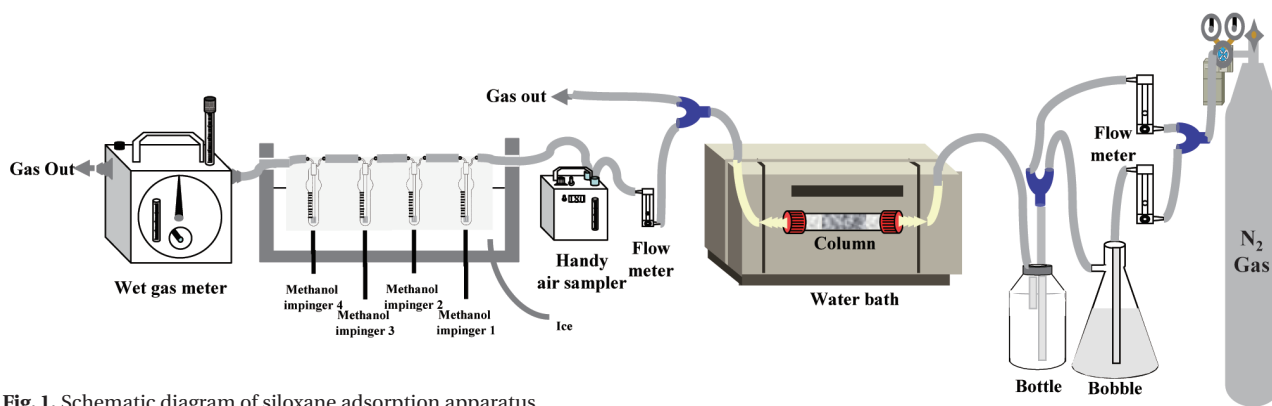 Gas Out
Wet gas meter
Methanol
impinger 4
Methanol
impinger 3
Methanol
impinger 2
Methanol
impinger 1
Ice
Handy
air sampler
Flow
meter
Gas out
Column
Water bath
Bottle
Bobble
Flow
meter
N₂
Gas
Fig. 1. Schematic diagram of siloxane adsorption apparatus